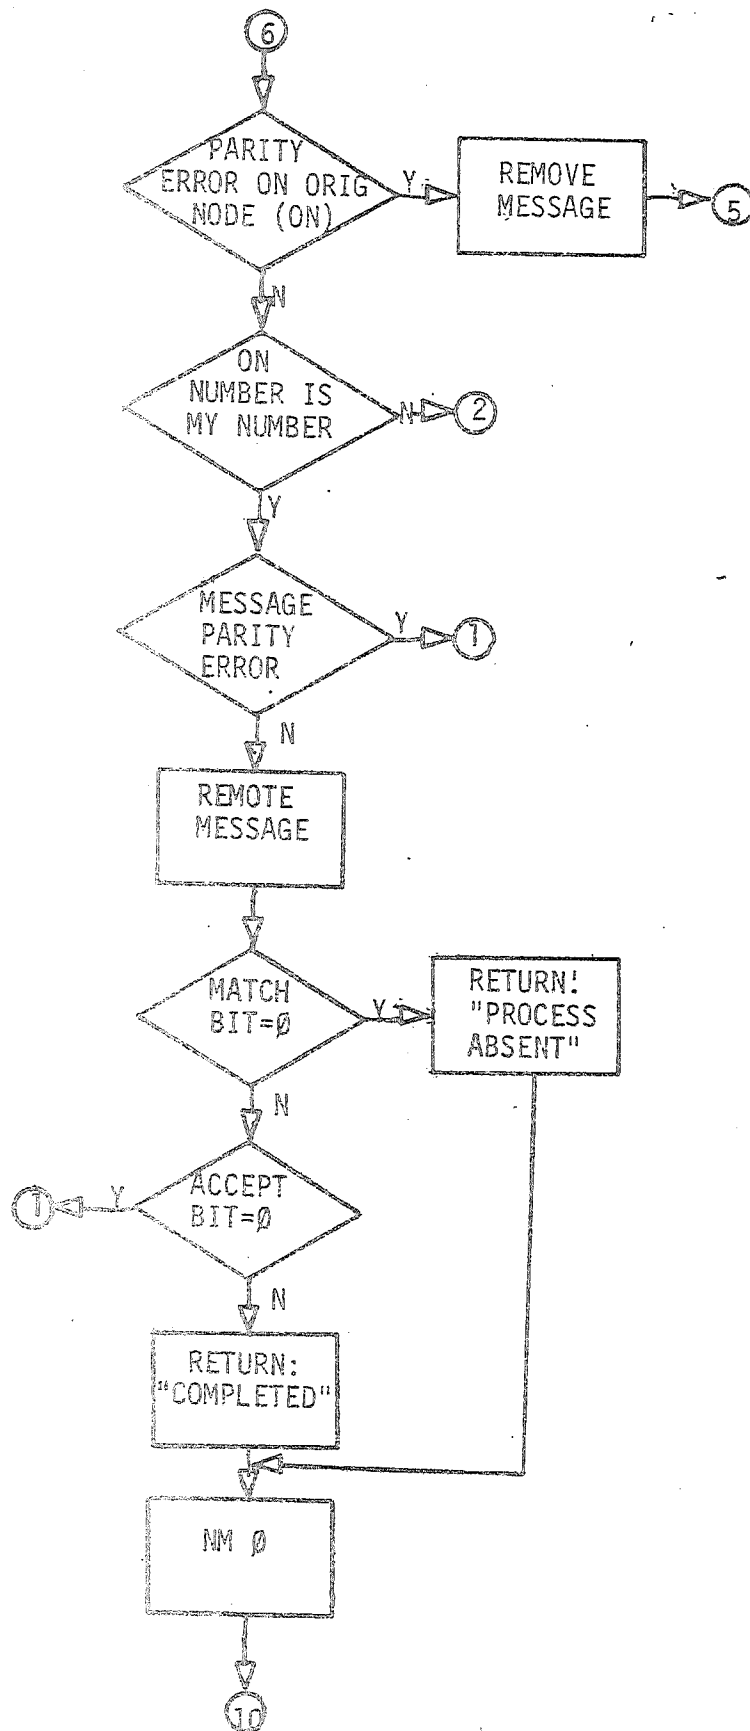 6
PARITY
ERROR ON ORIG
NODE (ON)
Y
REMOVE
MESSAGE
5
N
ON
NUMBER IS
MY NUMBER
N
2
Y
MESSAGE
PARITY
ERROR
Y
1
N
REMOTE
MESSAGE
MATCH
BIT=Ø
Y
RETURN!
"PROCESS
ABSENT"
N
ACCEPT
BIT=Ø
Y
1
N
RETURN:
"COMPLETED"
NM Ø
10